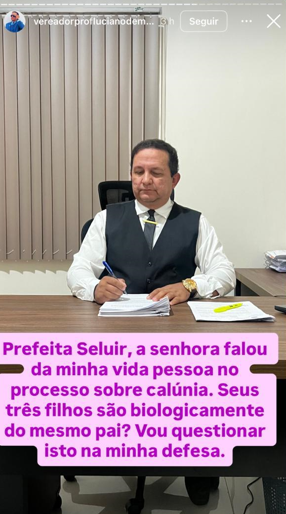 vereadorproflucianodem... 13 h
Seguir
Prefeita Seluir, a senhora falou
da minha vida pessoa no
processo sobre calúnia. Seus
três filhos são biologicamente
do mesmo pai? Vou questionar
isto na minha defesa.